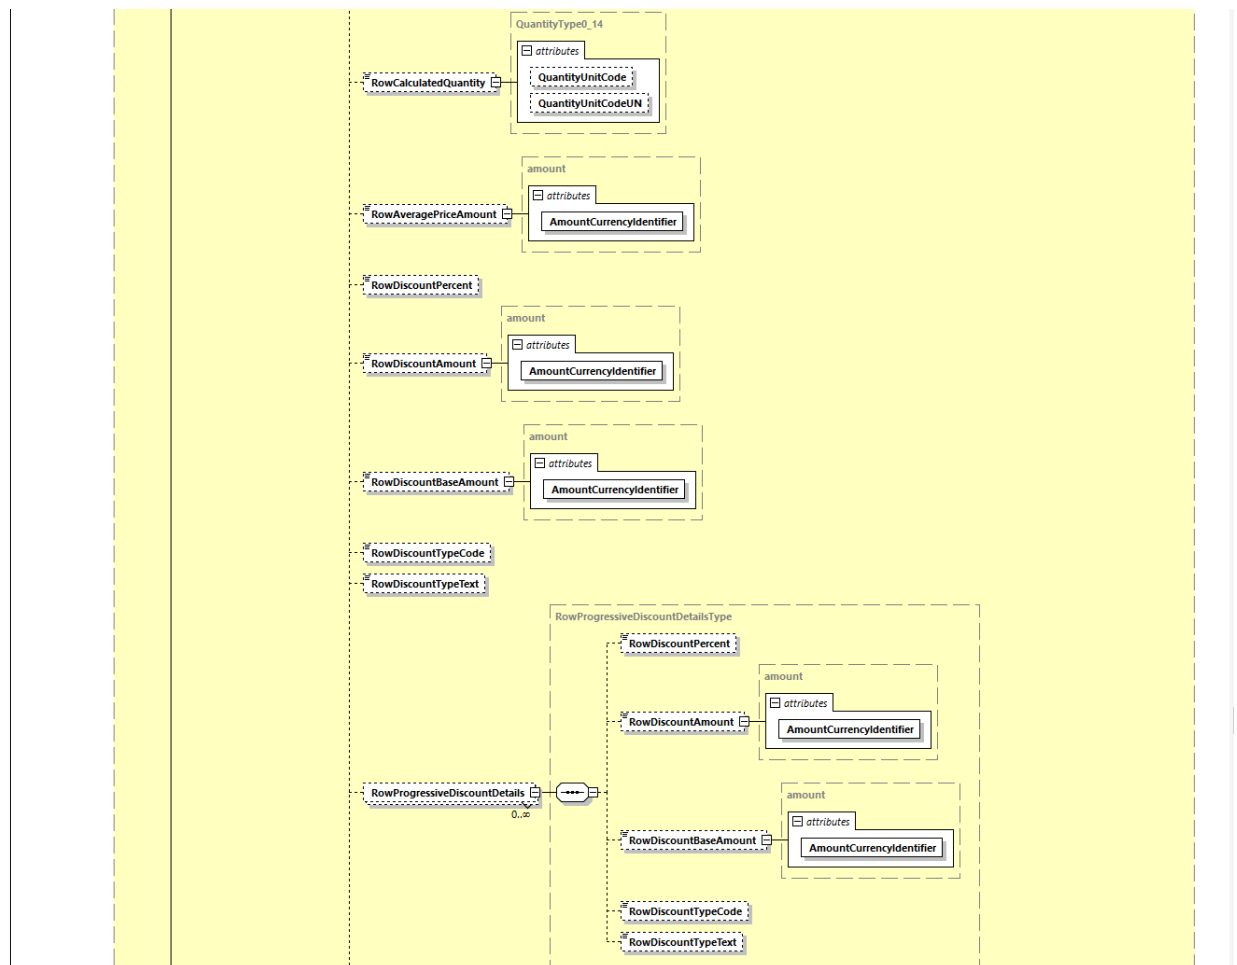 QuantityType0_14
attributes
RowCalculatedQuantity
QuantityUnitCode
QuantityUnitCodeUN
amount
attributes
RowAveragePriceAmount
AmountCurrencyIdentifier
RowDiscountPercent
amount
attributes
RowDiscountAmount
AmountCurrencyIdentifier
amount
attributes
RowDiscountBaseAmount
AmountCurrencyIdentifier
RowDiscountTypeCode
RowDiscountTypeText
RowProgressiveDiscountDetailsType
RowDiscountPercent
amount
attributes
RowDiscountAmount
AmountCurrencyIdentifier
RowProgressiveDiscountDetails
0..∞
amount
attributes
RowDiscountBaseAmount
AmountCurrencyIdentifier
RowDiscountTypeCode
RowDiscountTypeText